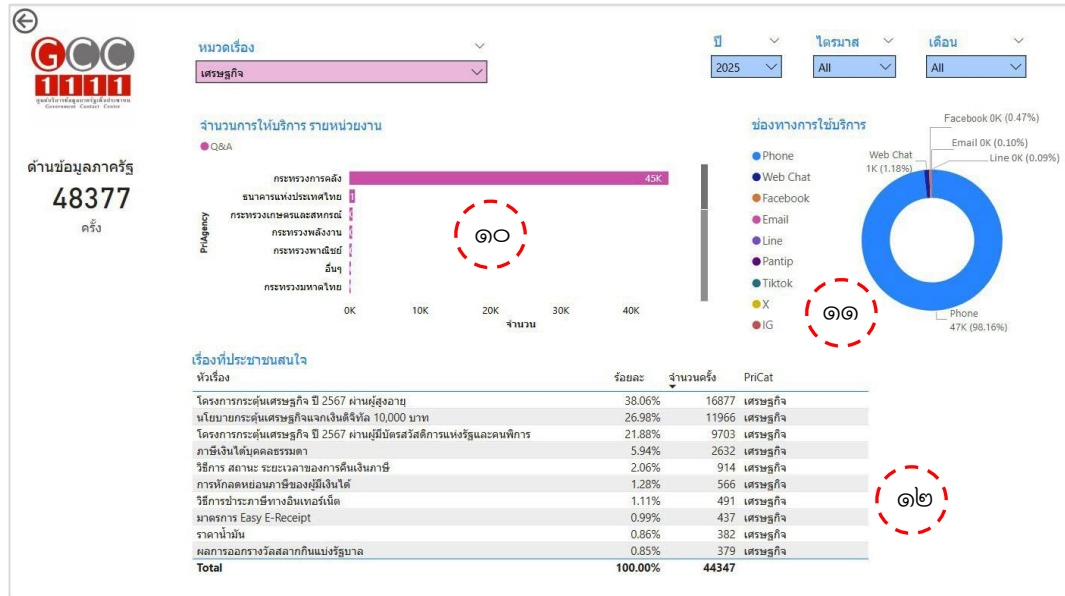 GCC
1111
ศูนย์บริการข้อมูลภาครัฐเพื่อประชาชน
Government Contact Center
หมวดเรื่อง
เศรษฐกิจ
ปี
2025
ไตรมาส
All
เดือน
All
ด้านข้อมูลภาครัฐ
48377
ครั้ง
จำนวนการให้บริการ รายหน่วยงาน
Q&A
PriAgency
กระทรวงการคลัง
45K
ธนาคารแห่งประเทศไทย
1
กระทรวงเกษตรและสหกรณ์
กระทรวงพลังงาน
กระทรวงพาณิชย์
อื่นๆ
กระทรวงมหาดไทย
0K 10K 20K 30K 40K
จำนวน
๑๐
ช่องทางการใช้บริการ
Phone
Web Chat
Facebook
Email
Line
Pantip
Tiktok
X
IG
Facebook 0K (0.47%)
Email 0K (0.10%)
Line 0K (0.09%)
Web Chat
1K (1.18%)
Phone
47K (98.16%)
๑๑
เรื่องที่ประชาชนสนใจ
หัวเรื่อง ร้อยละ จำนวนครั้ง PriCat
โครงการกระตุ้นเศรษฐกิจ ปี 2567 ผ่านผู้สูงอายุ 38.06% 16877 เศรษฐกิจ
นโยบายกระตุ้นเศรษฐกิจแจกเงินดิจิทัล 10,000 บาท 26.98% 11966 เศรษฐกิจ
โครงการกระตุ้นเศรษฐกิจ ปี 2567 ผ่านผู้มีบัตรสวัสดิการแห่งรัฐและคนพิการ 21.88% 9703 เศรษฐกิจ
ภาษีเงินได้บุคคลธรรมดา 5.94% 2632 เศรษฐกิจ
วิธีการ สถานะ ระยะเวลาของการคืนเงินภาษี 2.06% 914 เศรษฐกิจ
การหักลดหย่อนภาษีของผู้มีเงินได้ 1.28% 566 เศรษฐกิจ
วิธีการชำระภาษีทางอินเทอร์เน็ต 1.11% 491 เศรษฐกิจ
มาตรการ Easy E-Receipt 0.99% 437 เศรษฐกิจ
ราคาน้ำมัน 0.86% 382 เศรษฐกิจ
ผลการออกรางวัลสลากกินแบ่งรัฐบาล 0.85% 379 เศรษฐกิจ
Total 100.00% 44347
๑๒